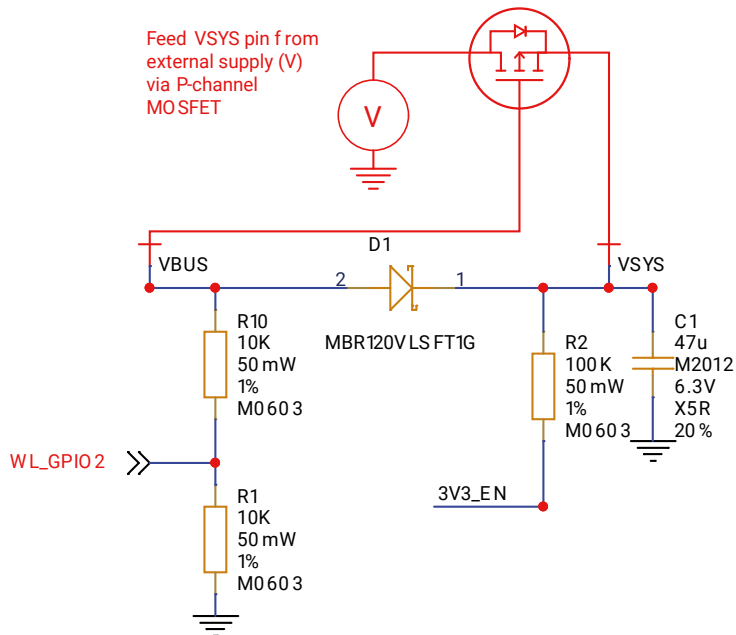 Feed VSYS pin from
external supply (V)
via P-channel
MOSFET
V
D1
VBUS
VSYS
2
1
MBR120VLSFT1G
R10
10K
50mW
1%
M0603
R2
100K
50mW
1%
M0603
C1
47u
M2012
6.3V
X5R
20%
WL_GPIO2
3V3_EN
R1
10K
50mW
1%
M0603